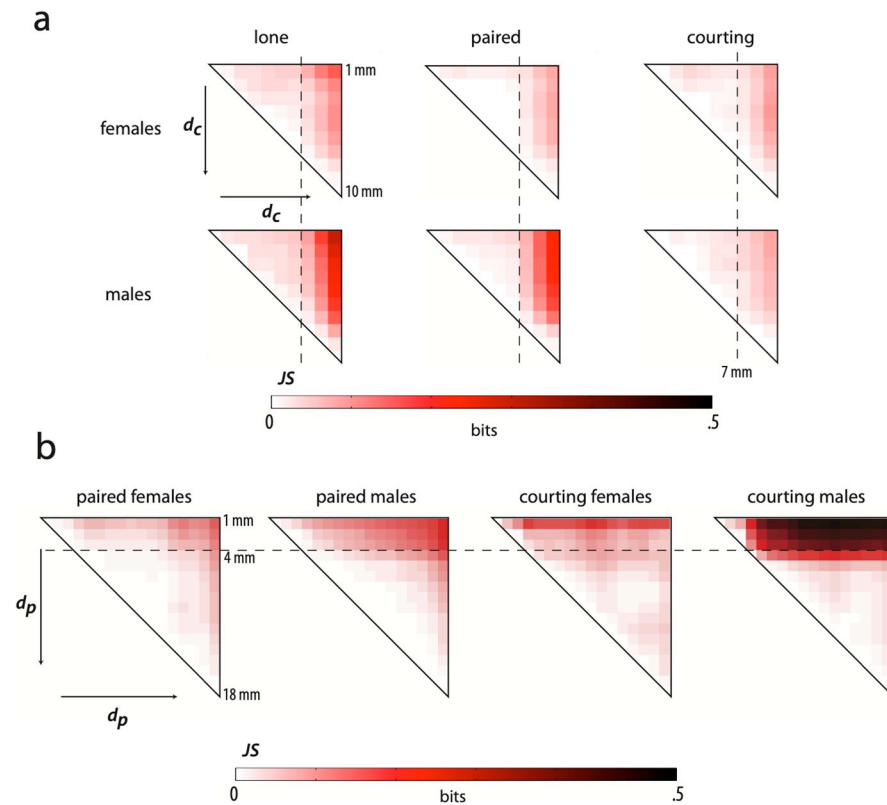 a
lone paired courting
females
d_c
1 mm
10 mm
d_c
males
7 mm
JS
0 .5
bits
b
paired females paired males courting females courting males
1 mm
4 mm
d_p
18 mm
d_p
JS
0 .5
bits